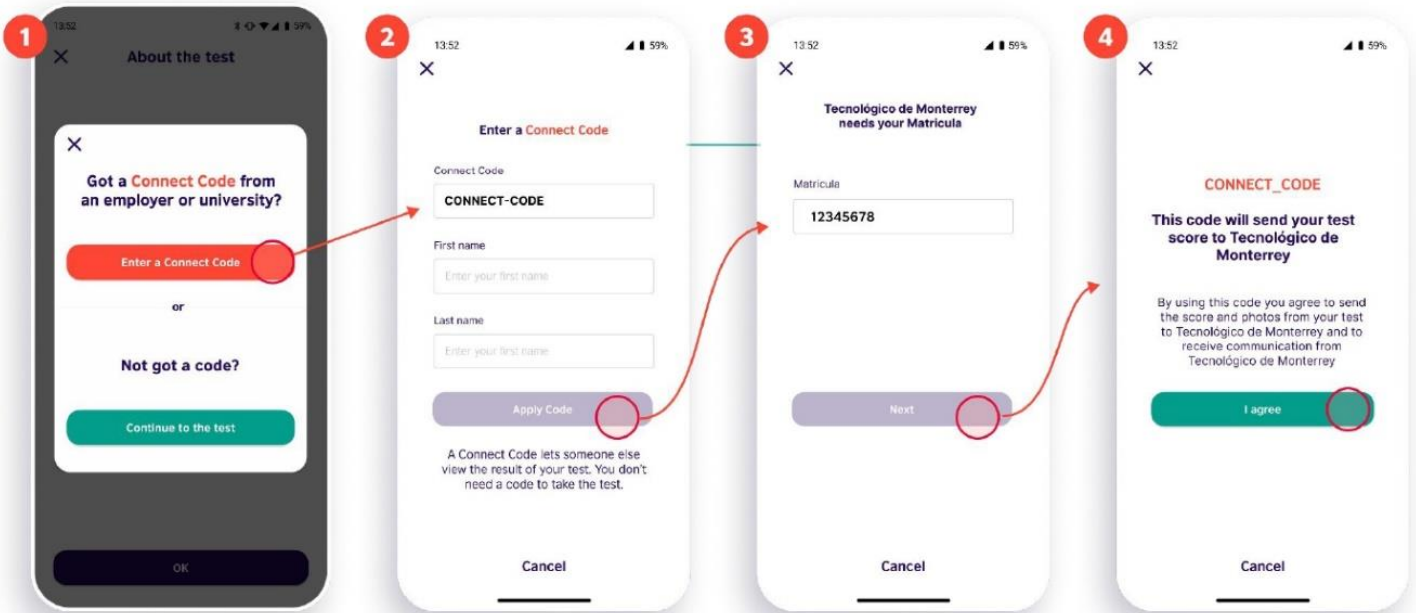 1
13:52
59%
About the test
Got a Connect Code from
an employer or university?
Enter a Connect Code
or
Not got a code?
Continue to the test
OK
2
13:52
59%
Enter a Connect Code
Connect Code
CONNECT-CODE
First name
Enter your first name
Last name
Enter your first name
Apply Code
A Connect Code lets someone else
view the result of your test. You don't
need a code to take the test.
Cancel
3
13:52
59%
Tecnológico de Monterrey
needs your Matricula
Matricula
12345678
Next
Cancel
4
13:52
59%
CONNECT_CODE
This code will send your test
score to Tecnológico de
Monterrey
By using this code you agree to send
the score and photos from your test
to Tecnológico de Monterrey and to
receive communication from
Tecnológico de Monterrey
I agree
Cancel